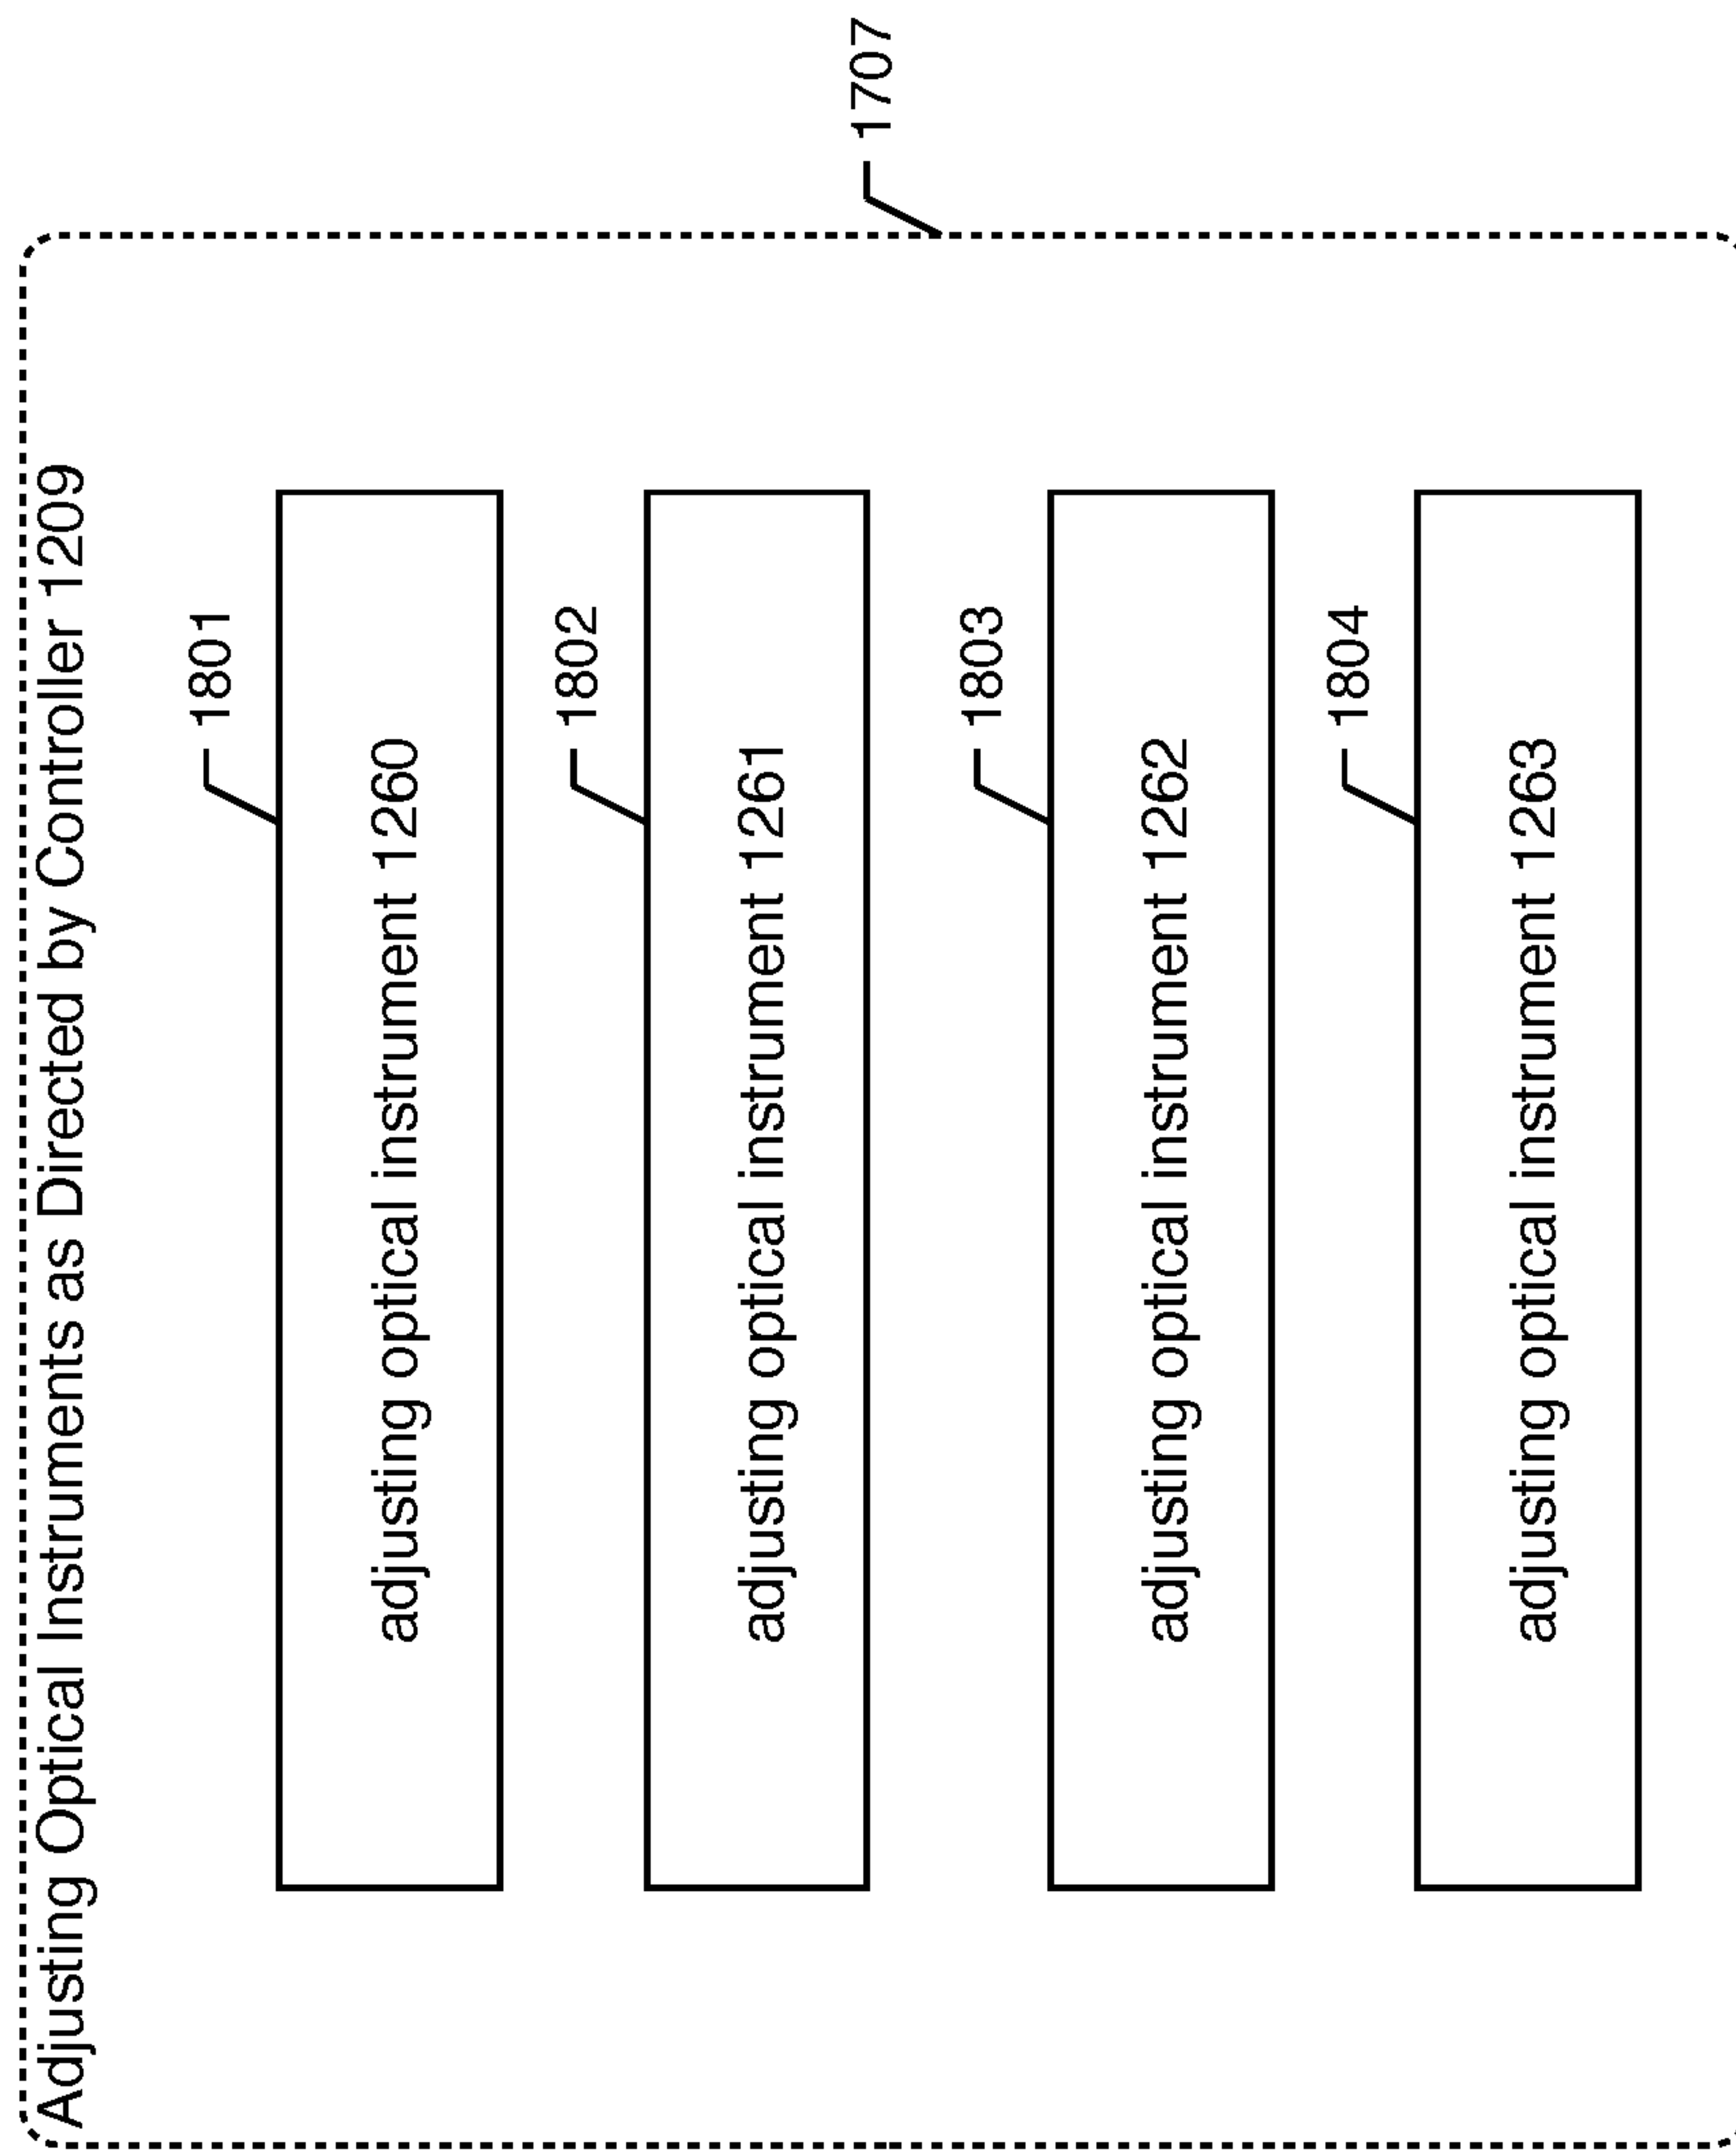 Adjusting Optical Instruments as Directed by Controller 1209
1707
1801
adjusting optical instrument 1260
1802
adjusting optical instrument 1261
1803
adjusting optical instrument 1262
1804
adjusting optical instrument 1263